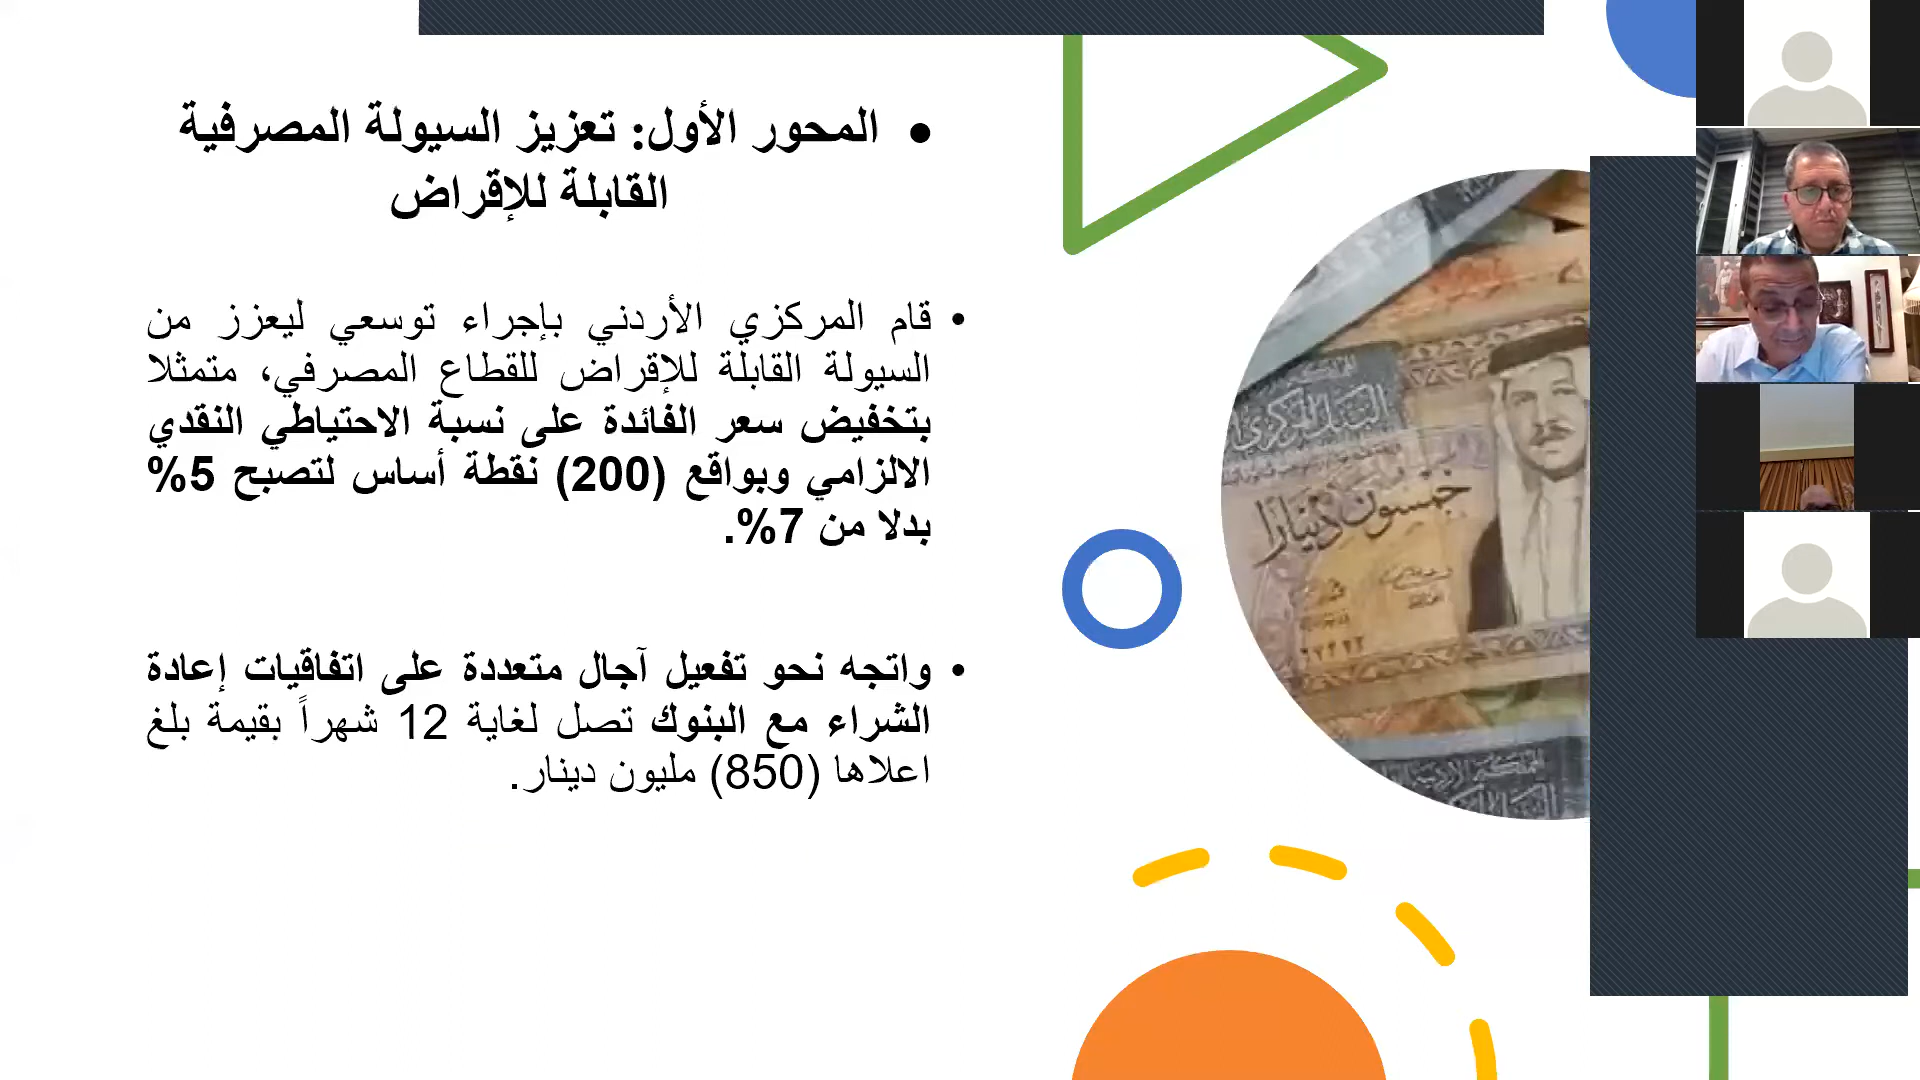 • المحور الأول: تعزيز السيولة المصرفية
القابلة للإقراض
• قام المركزي الأردني بإجراء توسعي ليعزز من
السيولة القابلة للإقراض للقطاع المصرفي، متمثلا
بتخفيض سعر الفائدة على نسبة الاحتياطي النقدي
الالزامي وبواقع (200) نقطة أساس لتصبح 5%
بدلا من 7%.
• واتجه نحو تفعيل آجال متعددة على اتفاقيات إعادة
الشراء مع البنوك تصل لغاية 12 شهراً بقيمة بلغ
اعلاها (850) مليون دينار.
خمسون دينارا